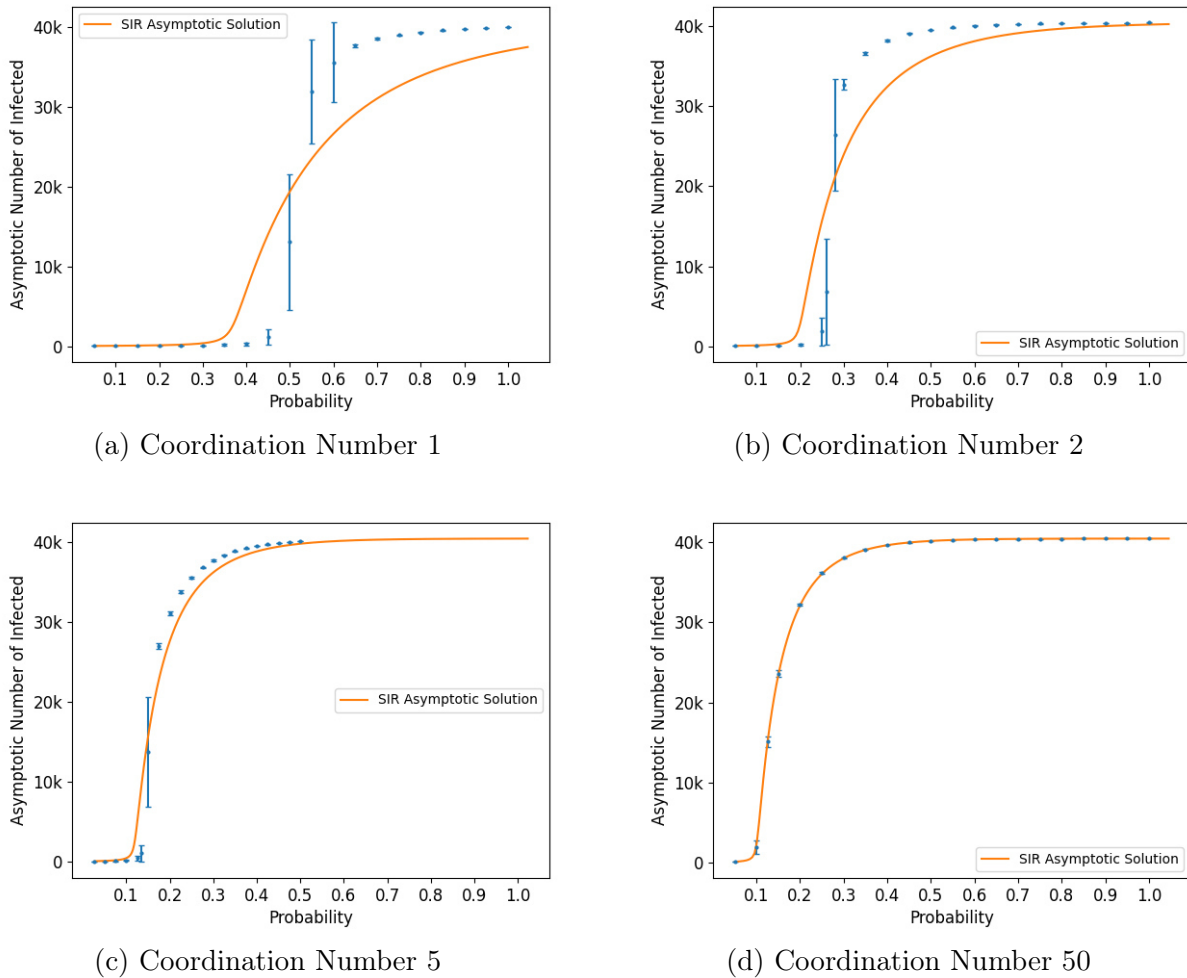 SIR Asymptotic Solution
Asymptotic Number of Infected
40k
30k
20k
10k
0
0.1 0.2 0.3 0.4 0.5 0.6 0.7 0.8 0.9 1.0
Probability
(a) Coordination Number 1
Asymptotic Number of Infected
40k
30k
20k
10k
0
SIR Asymptotic Solution
0.1 0.2 0.3 0.4 0.5 0.6 0.7 0.8 0.9 1.0
Probability
(b) Coordination Number 2
Asymptotic Number of Infected
40k
30k
20k
10k
0
SIR Asymptotic Solution
0.1 0.2 0.3 0.4 0.5 0.6 0.7 0.8 0.9 1.0
Probability
(c) Coordination Number 5
Asymptotic Number of Infected
40k
30k
20k
10k
0
SIR Asymptotic Solution
0.1 0.2 0.3 0.4 0.5 0.6 0.7 0.8 0.9 1.0
Probability
(d) Coordination Number 50